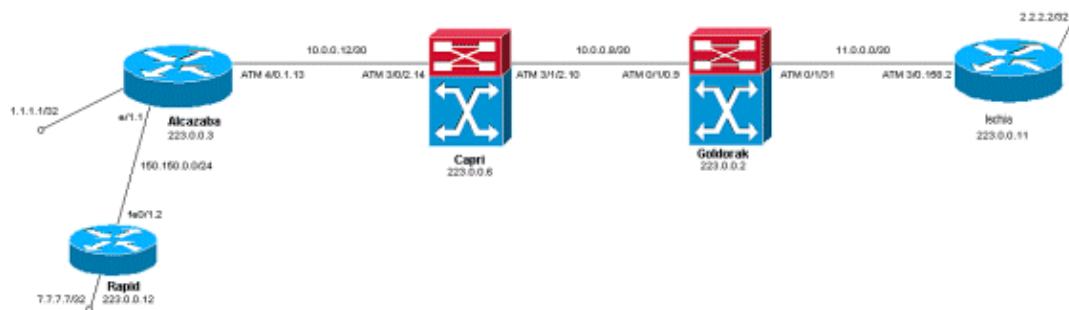 2.2.2.2/32
10.0.0.12/30
10.0.0.8/30
11.0.0.0/30
ATM 4/0.1.13
ATM 3/0/2.14
ATM 3/1/2.10
ATM 0/1/0.9
ATM 0/1/31
1.1.1.1/32
e/1.1
Alcazaba
223.0.0.3
Ischia
223.0.0.11
Capri
223.0.0.6
Goldorak
223.0.0.2
150.150.0.0/24
fe0/1.2
Rapid
7.7.7.7/32
223.0.0.12